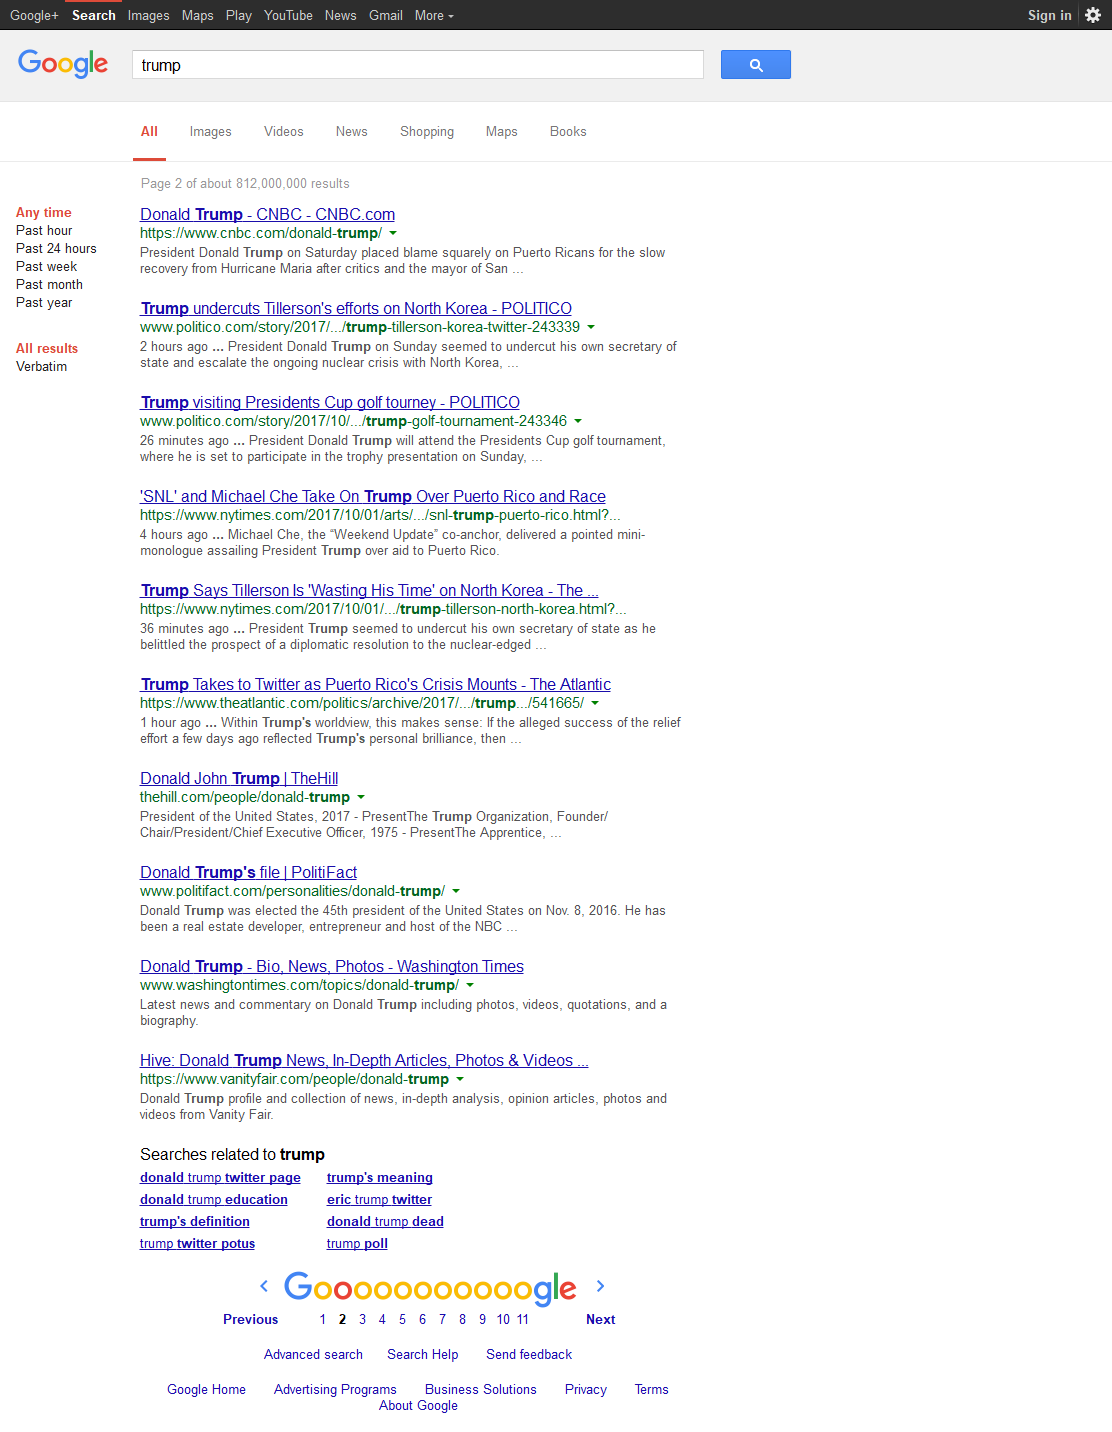 Google+ Search Images Maps Play YouTube News Gmail More Sign in
Google trump
All Images Videos News Shopping Maps Books
Page 2 of about 812,000,000 results
Any time
Past hour
Past 24 hours
Past week
Past month
Past year
All results
Verbatim
Donald Trump - CNBC - CNBC.com
https://www.cnbc.com/donald-trump/
President Donald Trump on Saturday placed blame squarely on Puerto Ricans for the slow
recovery from Hurricane Maria after critics and the mayor of San ...
Trump undercuts Tillerson's efforts on North Korea - POLITICO
www.politico.com/story/2017/.../trump-tillerson-korea-twitter-243339
2 hours ago ... President Donald Trump on Sunday seemed to undercut his own secretary of
state and escalate the ongoing nuclear crisis with North Korea, ...
Trump visiting Presidents Cup golf tourney - POLITICO
www.politico.com/story/2017/10/.../trump-golf-tournament-243346
26 minutes ago ... President Donald Trump will attend the Presidents Cup golf tournament,
where he is set to participate in the trophy presentation on Sunday, ...
'SNL' and Michael Che Take On Trump Over Puerto Rico and Race
https://www.nytimes.com/2017/10/01/arts/.../snl-trump-puerto-rico.html?...
4 hours ago ... Michael Che, the “Weekend Update” co-anchor, delivered a pointed mini-
monologue assailing President Trump over aid to Puerto Rico.
Trump Says Tillerson Is 'Wasting His Time' on North Korea - The ...
https://www.nytimes.com/2017/10/01/.../trump-tillerson-north-korea.html?...
36 minutes ago ... President Trump seemed to undercut his own secretary of state as he
belittled the prospect of a diplomatic resolution to the nuclear-edged ...
Trump Takes to Twitter as Puerto Rico's Crisis Mounts - The Atlantic
https://www.theatlantic.com/politics/archive/2017/.../trump.../541665/
1 hour ago ... Within Trump's worldview, this makes sense: If the alleged success of the relief
effort a few days ago reflected Trump's personal brilliance, then ...
Donald John Trump | TheHill
thehill.com/people/donald-trump
President of the United States, 2017 - PresentThe Trump Organization, Founder/
Chair/President/Chief Executive Officer, 1975 - PresentThe Apprentice, ...
Donald Trump's file | PolitiFact
www.politifact.com/personalities/donald-trump/
Donald Trump was elected the 45th president of the United States on Nov. 8, 2016. He has
been a real estate developer, entrepreneur and host of the NBC ...
Donald Trump - Bio, News, Photos - Washington Times
www.washingtontimes.com/topics/donald-trump/
Latest news and commentary on Donald Trump including photos, videos, quotations, and a
biography.
Hive: Donald Trump News, In-Depth Articles, Photos & Videos ...
https://www.vanityfair.com/people/donald-trump
Donald Trump profile and collection of news, in-depth analysis, opinion articles, photos and
videos from Vanity Fair.
Searches related to trump
donald trump twitter page trump's meaning
donald trump education eric trump twitter
trump's definition donald trump dead
trump twitter potus trump poll
Goooooooooooogle
Previous 1 2 3 4 5 6 7 8 9 10 11 Next
Advanced search Search Help Send feedback
Google Home Advertising Programs Business Solutions Privacy Terms
About Google